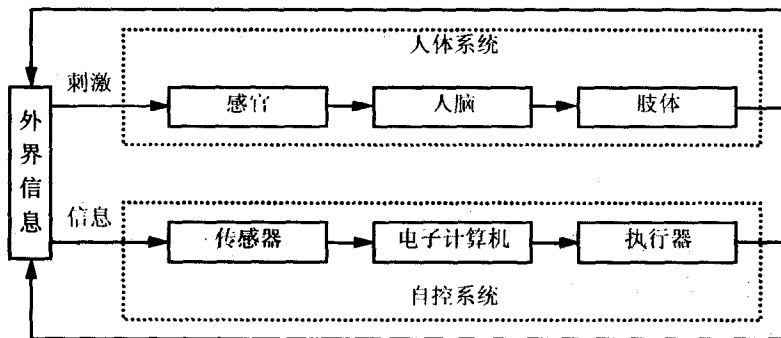 人体系统
刺激
感官
人脑
肢体
外界信息
信息
传感器
电子计算机
执行器
自控系统